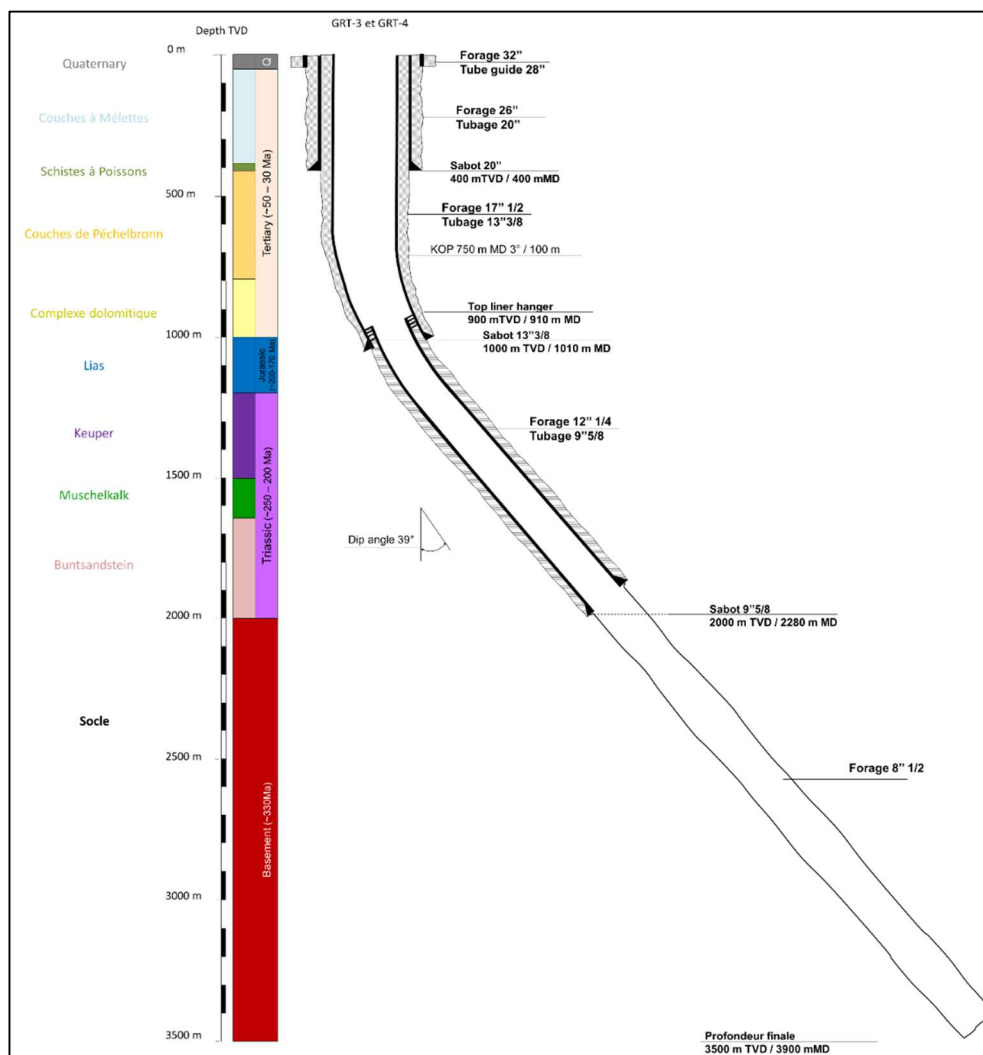 GRT-3 et GRT-4
Depth TVD
0 m
Quaternary
Q
Forage 32"
Tube guide 28"
Couches à Mélettes
Forage 26"
Tubage 20"
Schistes à Poissons
Sabot 20"
400 mTVD / 400 mMD
500 m
Tertiary (~50 – 30 Ma)
Forage 17" 1/2
Tubage 13"3/8
Couches de Péchelbronn
KOP 750 m MD 3° / 100 m
Complexe dolomitique
Top liner hanger
900 mTVD / 910 m MD
1000 m
Sabot 13"3/8
1000 m TVD / 1010 m MD
Lias
Jurassic
(~200-170 Ma)
Keuper
Forage 12" 1/4
Tubage 9"5/8
1500 m
Muschelkalk
Triassic (~250 – 200 Ma)
Dip angle 39°
Buntsandstein
2000 m
Sabot 9"5/8
2000 m TVD / 2280 m MD
Socle
2500 m
Forage 8" 1/2
Basement (~330Ma)
3000 m
3500 m
Profondeur finale
3500 m TVD / 3900 mMD